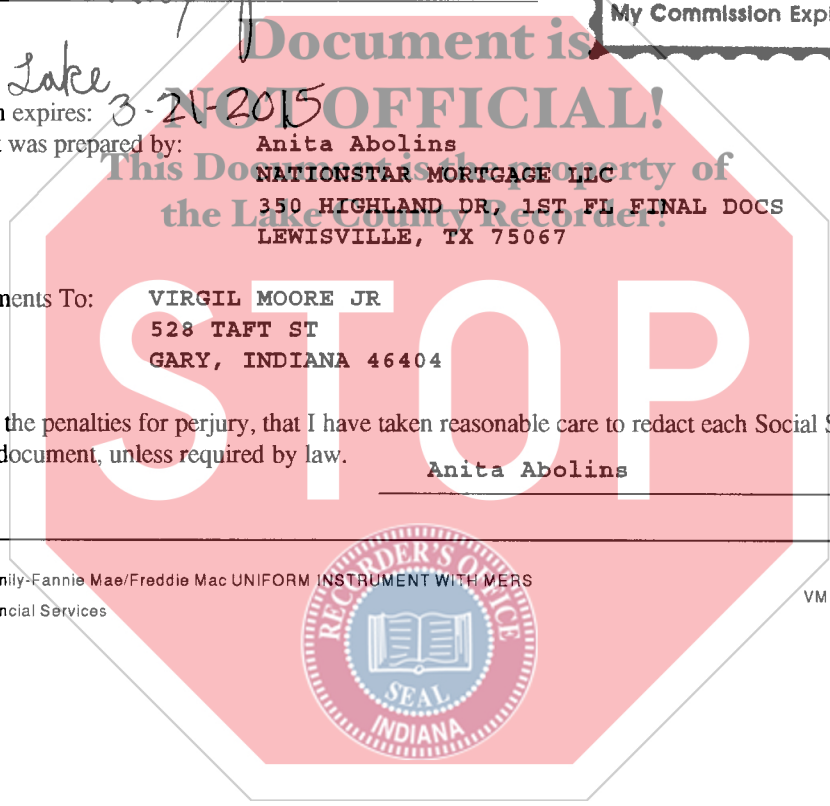 My Commission Expi
Document is
Lake
NOT OFFICIAL!
n expires: 3-21-2015
was prepared by: Anita Abolins
This Document is the property of
NATIONSTAR MORTGAGE LLC
the Lake County Recorder!
350 HIGHLAND DR, 1ST FL FINAL DOCS
LEWISVILLE, TX 75067
ments To: VIRGIL MOORE JR
528 TAFT ST
GARY, INDIANA 46404
STOP
the penalties for perjury, that I have taken reasonable care to redact each Social S
document, unless required by law.
Anita Abolins
nily-Fannie Mae/Freddie Mac UNIFORM INSTRUMENT WITH MERS
ncial Services
VM
RECORDER'S OFFICE
SEAL
INDIANA